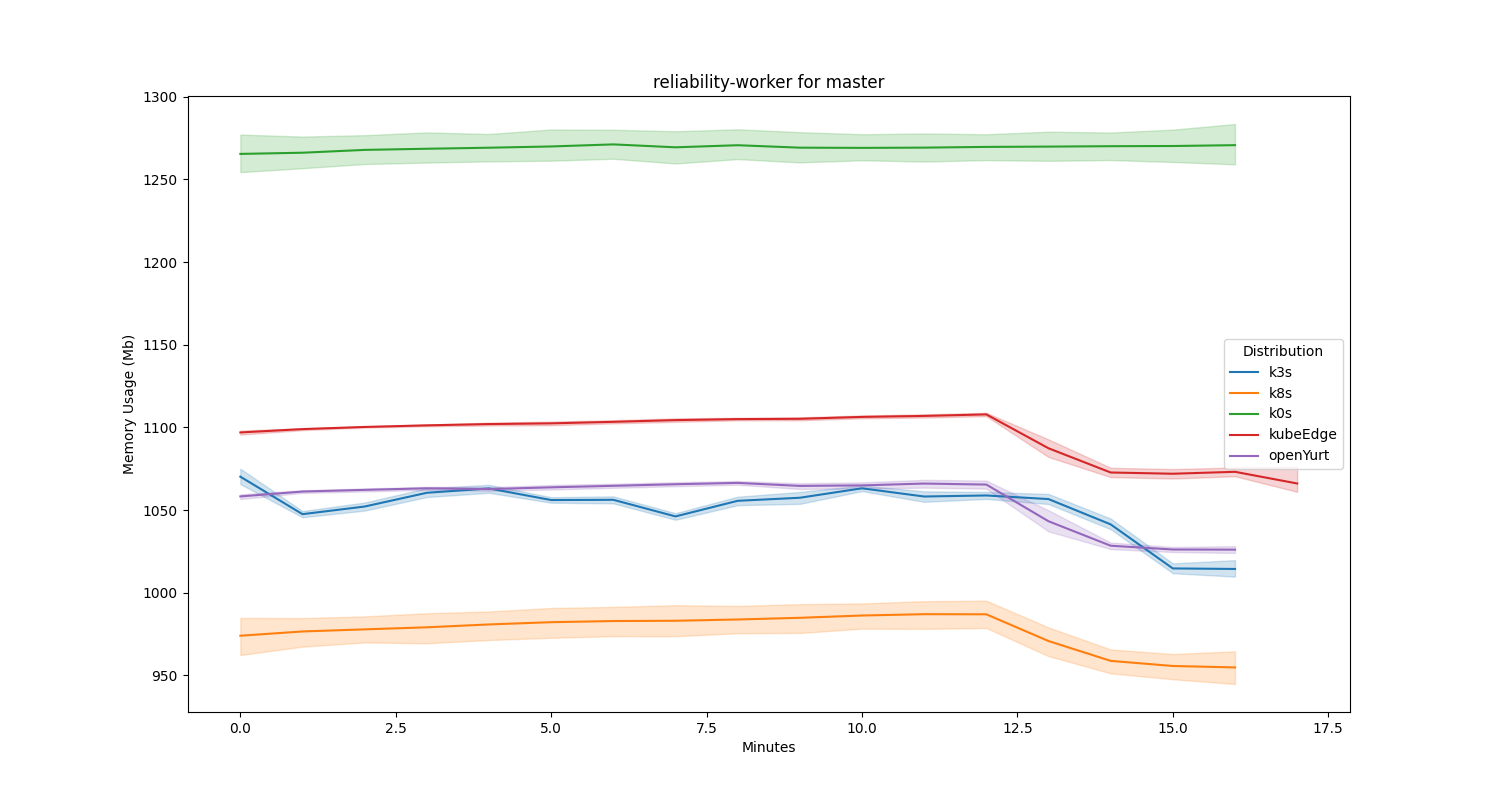 reliability-worker for master
Memory Usage (Mb)
1300
1250
1200
1150
1100
1050
1000
950
Distribution
k3s
k8s
k0s
kubeEdge
openYurt
0.0 2.5 5.0 7.5 10.0 12.5 15.0 17.5
Minutes